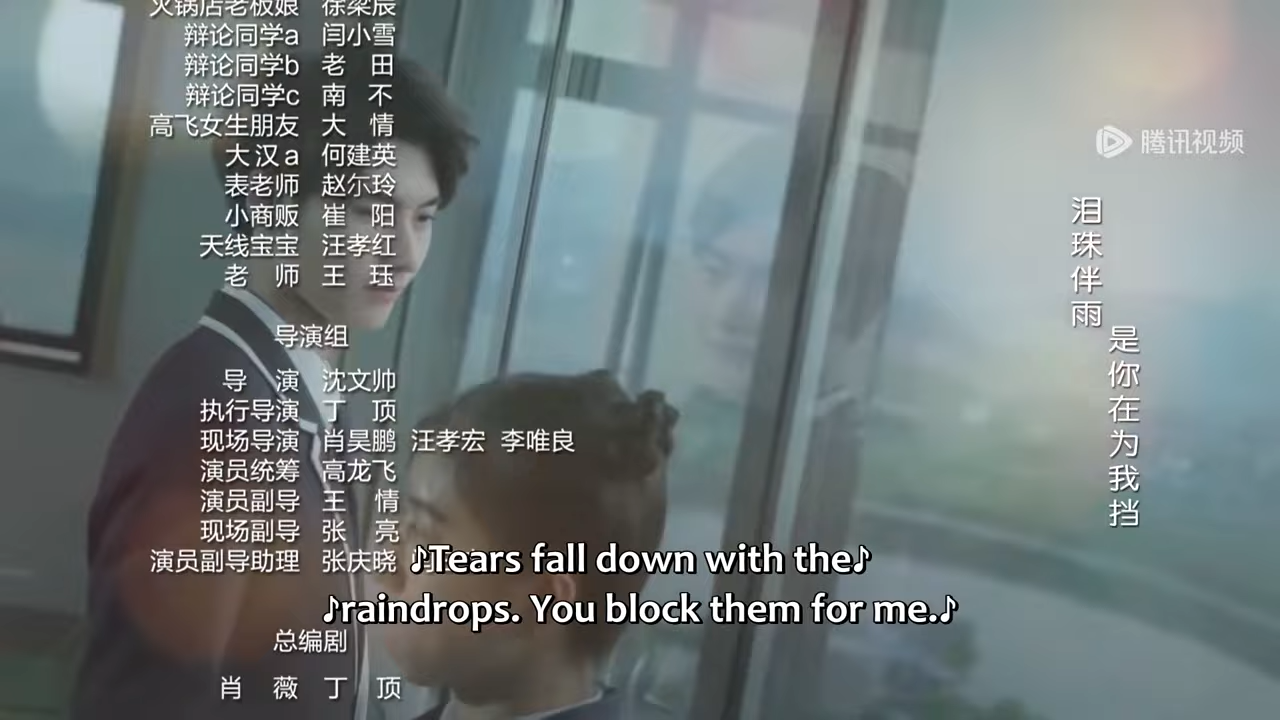 火锅店老板娘 徐梁辰
辩论同学a 闫小雪
辩论同学b 老 田
辩论同学c 南 不
高飞女生朋友 大 情
大汉a 何建英
表老师 赵尔玲
小商贩 崔 阳
天线宝宝 汪孝红
老 师 王 珏
导演组
导 演 沈文帅
执行导演 丁 顶
现场导演 肖昊鹏 汪孝宏 李唯良
演员统筹 高龙飞
演员副导 王 情
现场副导 张 亮
演员副导助理 张庆晓
总编剧
肖 薇 丁 顶
腾讯视频
泪珠伴雨
是你在为我挡
♪Tears fall down with the♪
♪raindrops. You block them for me.♪